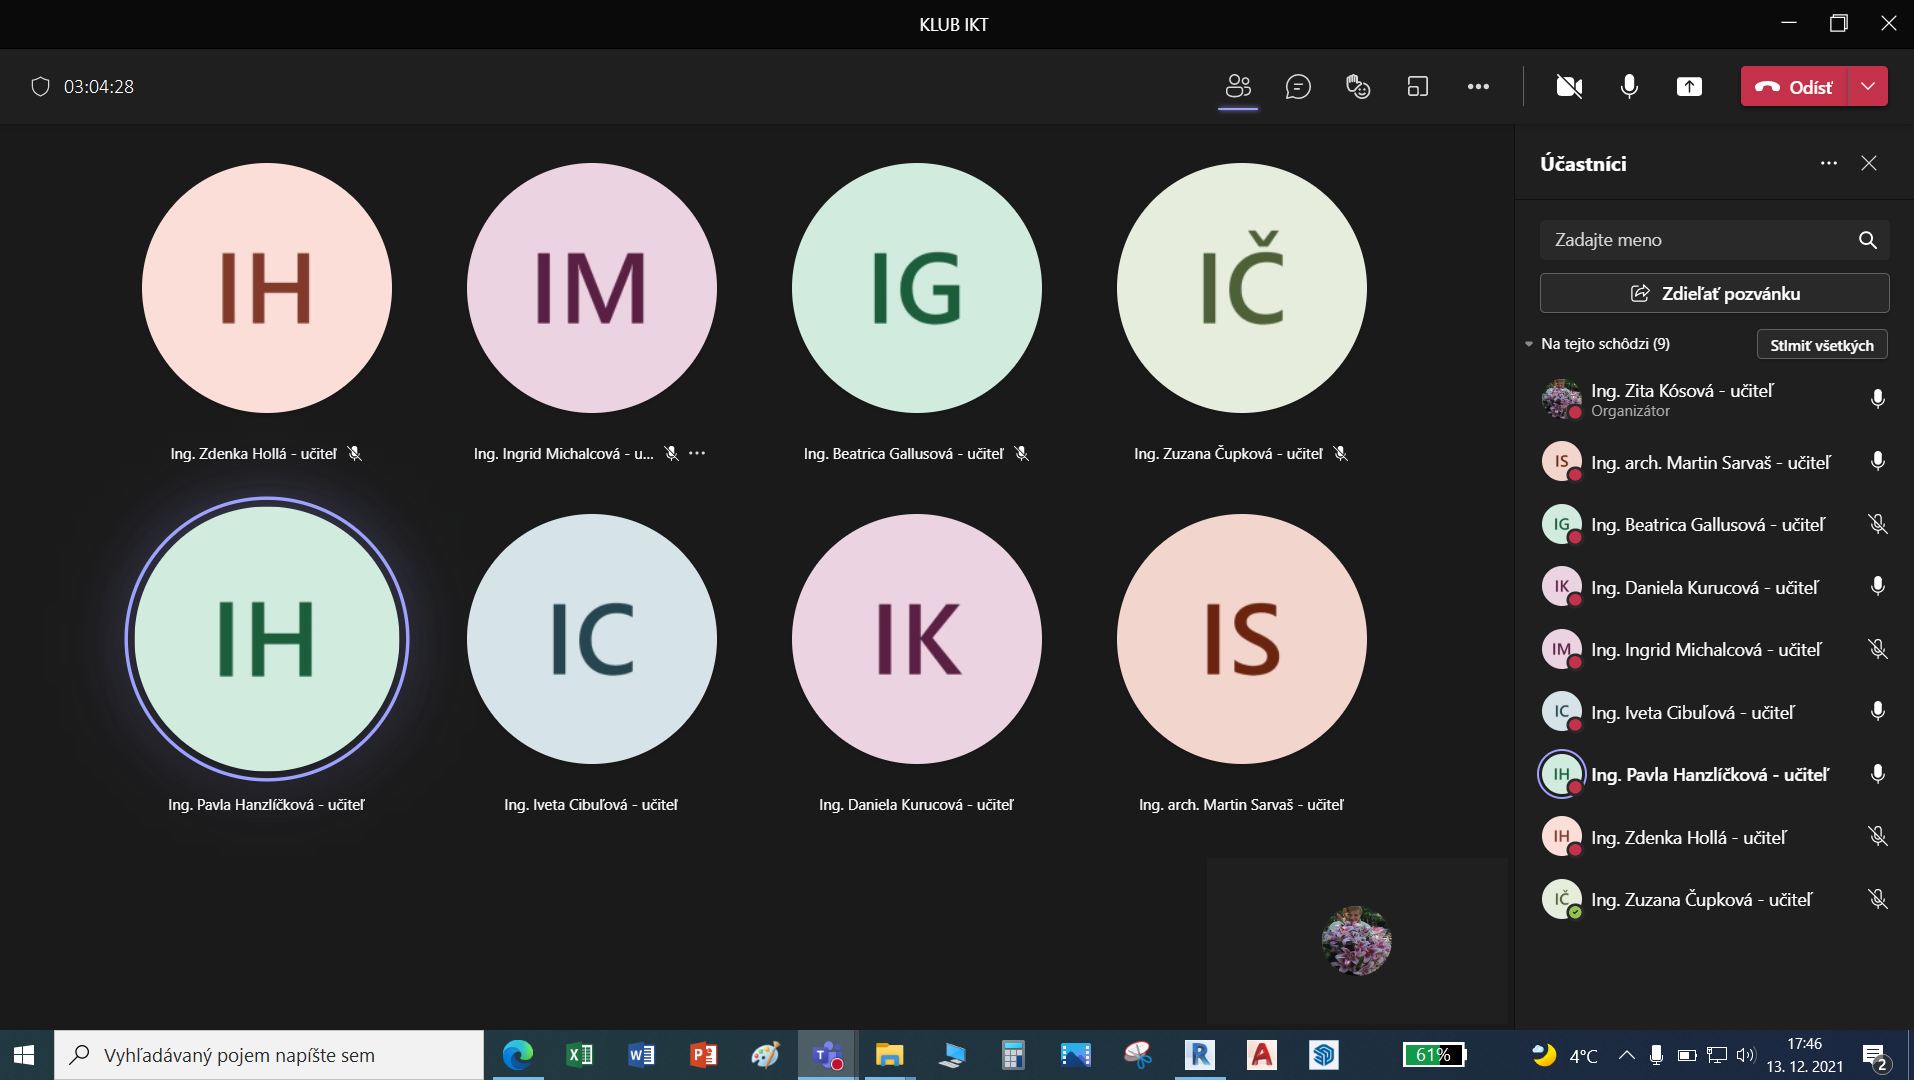 KLUB IKT
03:04:28
Odísť
IH
IM
IG
IČ
Ing. Zdenka Hollá - učiteľ
Ing. Ingrid Michalcová - u...
Ing. Beatrica Gallusová - učiteľ
Ing. Zuzana Čupková - učiteľ
IH
IC
IK
IS
Ing. Pavla Hanzlíčková - učiteľ
Ing. Iveta Cibuľová - učiteľ
Ing. Daniela Kurucová - učiteľ
Ing. arch. Martin Sarvaš - učiteľ
Účastníci
Zadajte meno
Zdieľať pozvánku
Na tejto schôdzi (9)
Stlmiť všetkých
Ing. Zita Kósová - učiteľ
Organizátor
IS Ing. arch. Martin Sarvaš - učiteľ
IG Ing. Beatrica Gallusová - učiteľ
IK Ing. Daniela Kurucová - učiteľ
IM Ing. Ingrid Michalcová - učiteľ
IC Ing. Iveta Cibuľová - učiteľ
IH Ing. Pavla Hanzlíčková - učiteľ
IH Ing. Zdenka Hollá - učiteľ
IČ Ing. Zuzana Čupková - učiteľ
Vyhľadávaný pojem napíšte sem
61%
4°C
17:46
13. 12. 2021
2